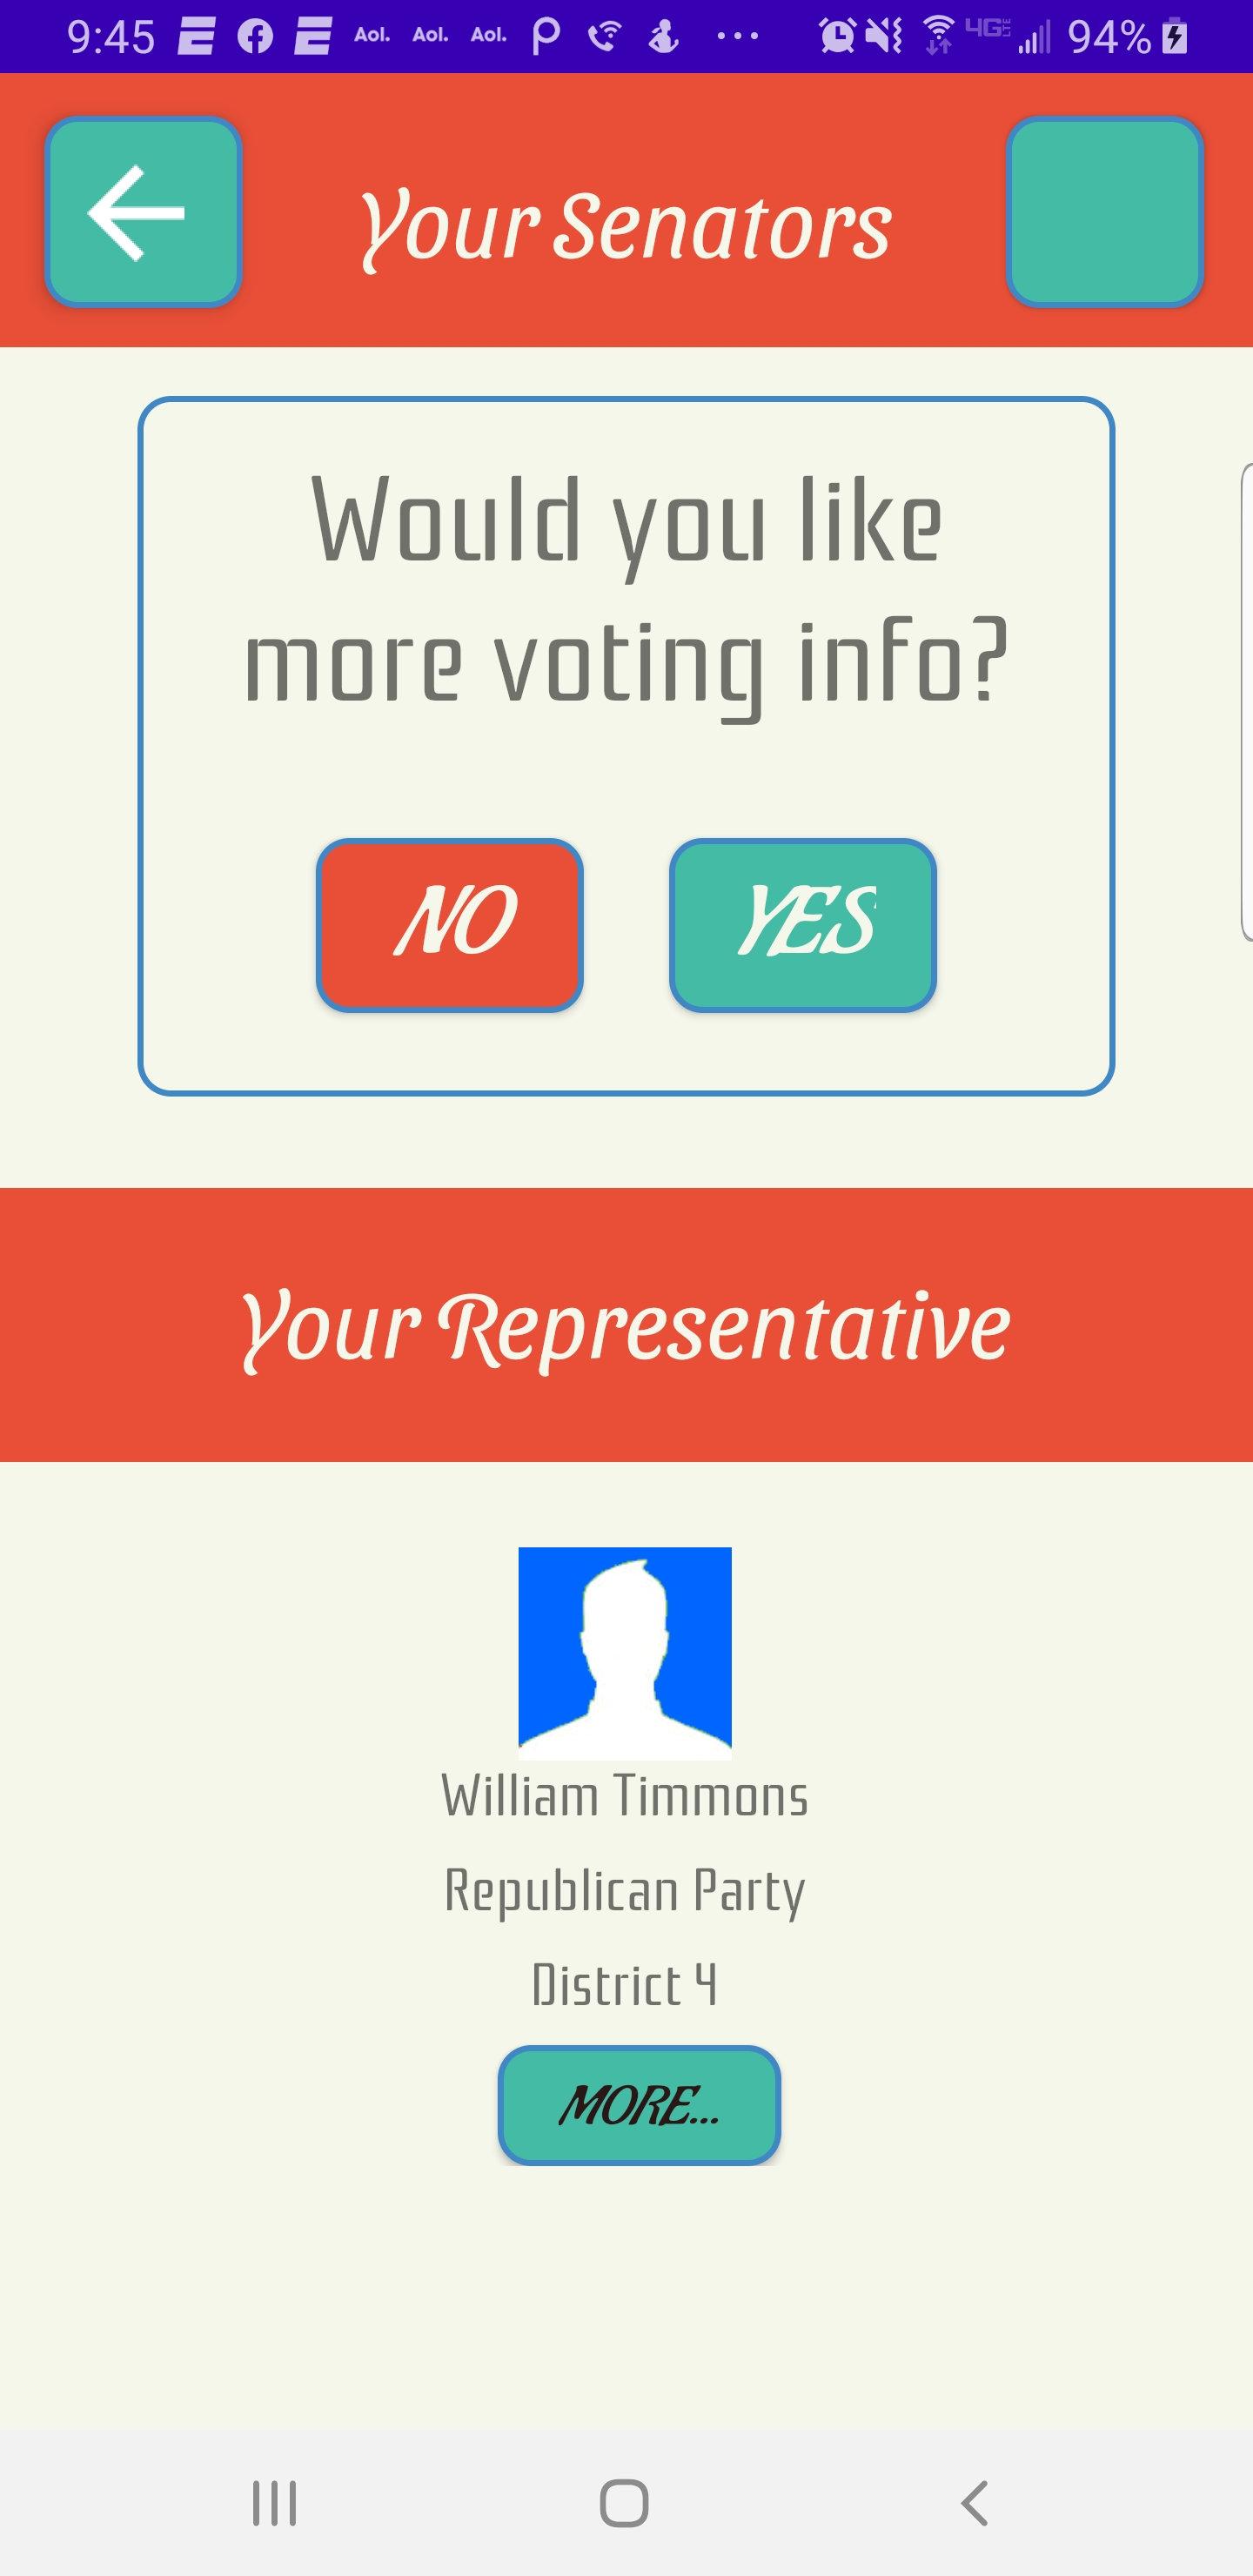 9:45 Aol. Aol. Aol. 4G LTE 94%
Your Senators
Would you like
more voting info?
NO YES
Your Representative
William Timmons
Republican Party
District 4
MORE...